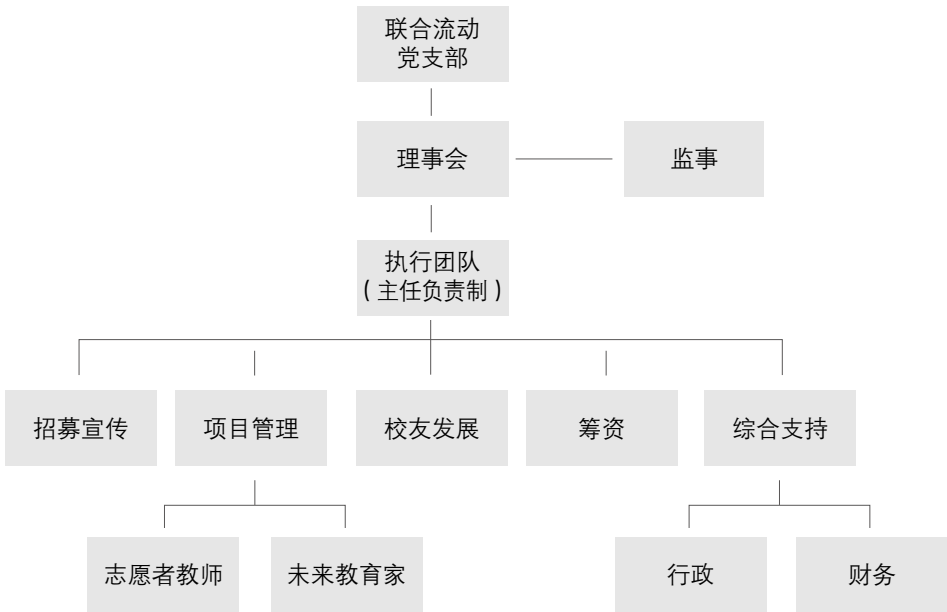 联合流动
党支部
理事会
监事
执行团队
（主任负责制）
招募宣传
项目管理
校友发展
筹资
综合支持
志愿者教师
未来教育家
行政
财务